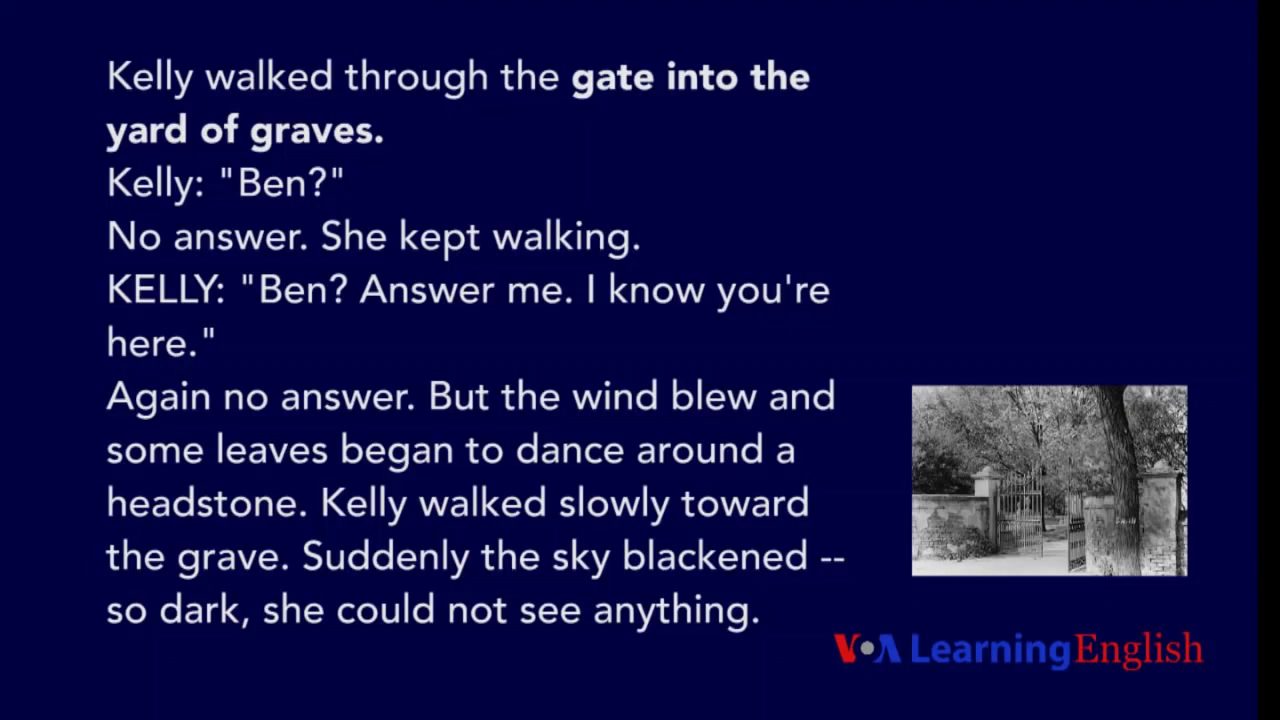 Kelly walked through the gate into the
yard of graves.
Kelly: "Ben?"
No answer. She kept walking.
KELLY: "Ben? Answer me. I know you're
here."
Again no answer. But the wind blew and
some leaves began to dance around a
headstone. Kelly walked slowly toward
the grave. Suddenly the sky blackened --
so dark, she could not see anything.
VOA Learning English